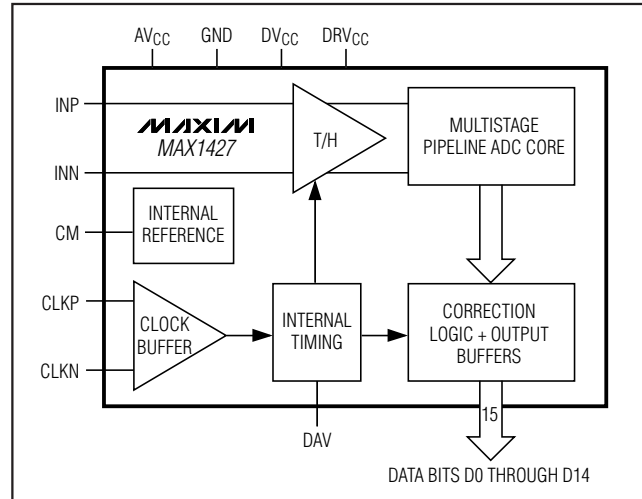 AVCC GND DVCC DRVCC
INP
MAXIM
MAX1427
T/H
MULTISTAGE
PIPELINE ADC CORE
INN
CM
INTERNAL
REFERENCE
CLKP
CLOCK
BUFFER
CLKN
INTERNAL
TIMING
CORRECTION
LOGIC + OUTPUT
BUFFERS
15
DAV
DATA BITS D0 THROUGH D14